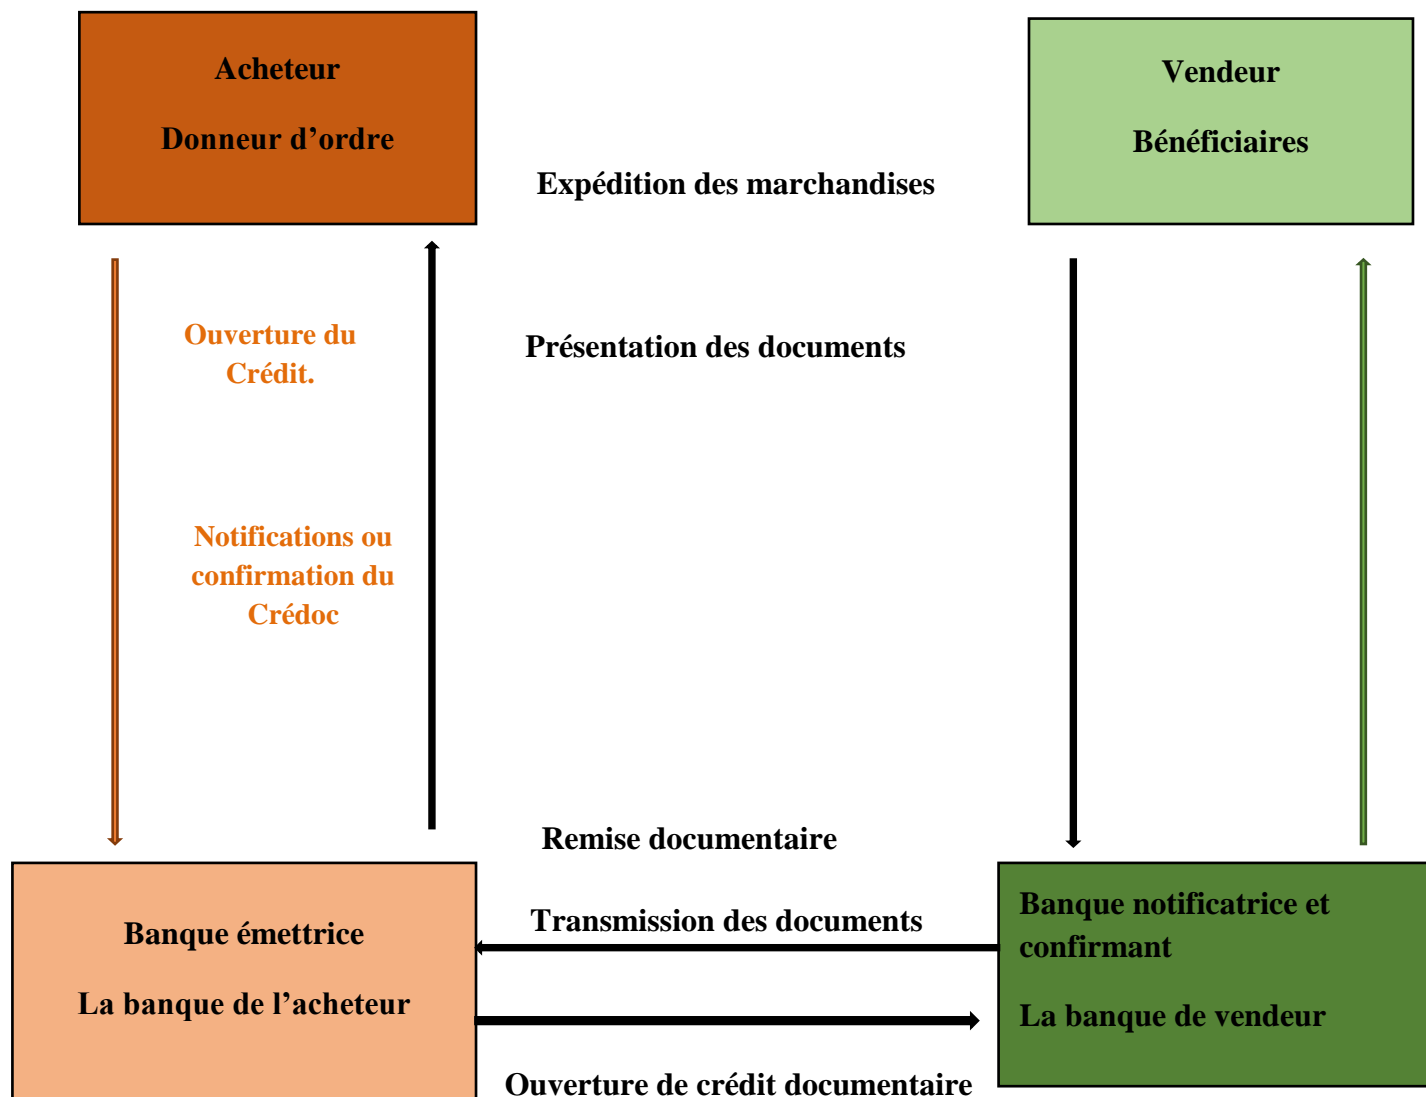 Acheteur
Donneur d’ordre
Vendeur
Bénéficiaires
Expédition des marchandises
Ouverture du
Crédit.
Présentation des documents
Notifications ou
confirmation du
Crédoc
Remise documentaire
Transmission des documents
Banque émettrice
La banque de l’acheteur
Banque notificatrice et
confirmant
La banque de vendeur
Ouverture de crédit documentaire